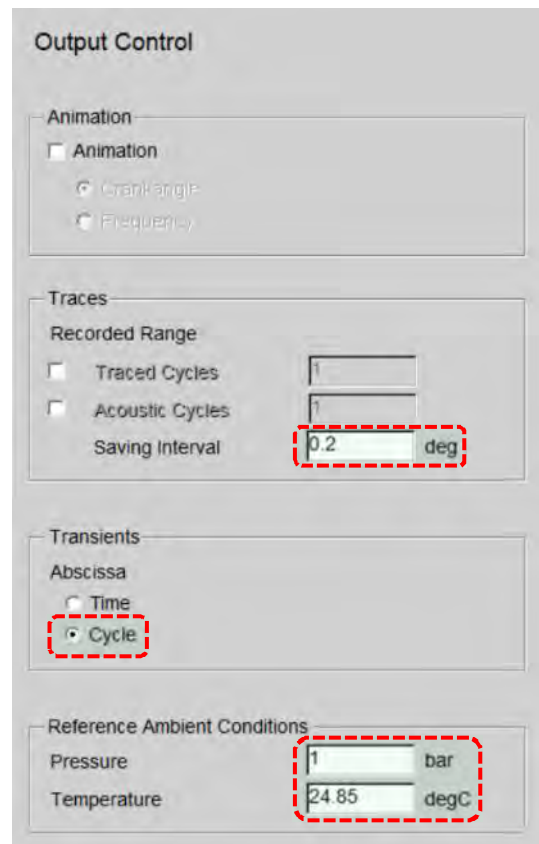 Output Control
Animation
Animation
Crankangle
Frequency
Traces
Recorded Range
Traced Cycles 1
Acoustic Cycles 1
Saving Interval 0.2 deg
Transients
Abscissa
Time
Cycle
Reference Ambient Conditions
Pressure 1 bar
Temperature 24.85 degC